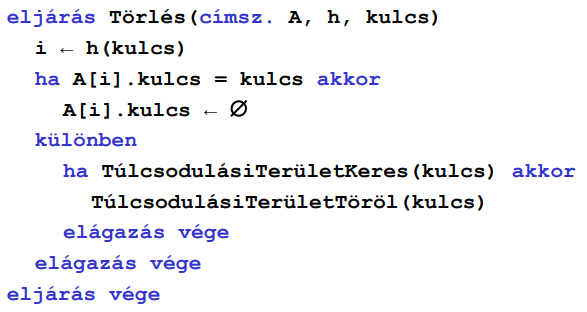 eljárás Törlés(címsz. A, h, kulcs)
i ← h(kulcs)
ha A[i].kulcs = kulcs akkor
A[i].kulcs ← ∅
különben
ha TúlcsodulásiTerületKeres(kulcs) akkor
TúlcsodulásiTerületTöröl(kulcs)
elágazás vége
elágazás vége
eljárás vége